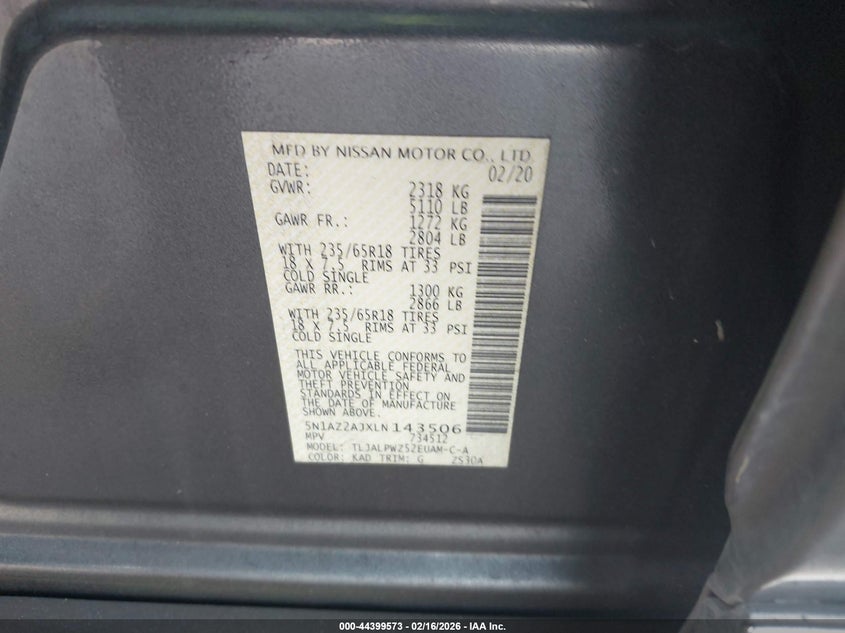 MFD BY NISSAN MOTOR CO., LTD
DATE: 02/20
GVWR: 2318 KG
5110 LB
GAWR FR.: 1272 KG
2804 LB
WITH 235/65R18 TIRES
18 X 7.5 RIMS AT 33 PSI
COLD SINGLE
GAWR RR.: 1300 KG
2866 LB
WITH 235/65R18 TIRES
18 X 7.5 RIMS AT 33 PSI
COLD SINGLE
THIS VEHICLE CONFORMS TO
ALL APPLICABLE FEDERAL
MOTOR VEHICLE SAFETY AND
THEFT PREVENTION
STANDARDS IN EFFECT ON
THE DATE OF MANUFACTURE
SHOWN ABOVE.
5N1AZ2AJXLN143506
MPV 734512
MODEL: TLJALPWZ52EUAM-C-A
COLOR: KAD TRIM: G 2S30A
000-44399573 - 02/16/2026 - IAA Inc.